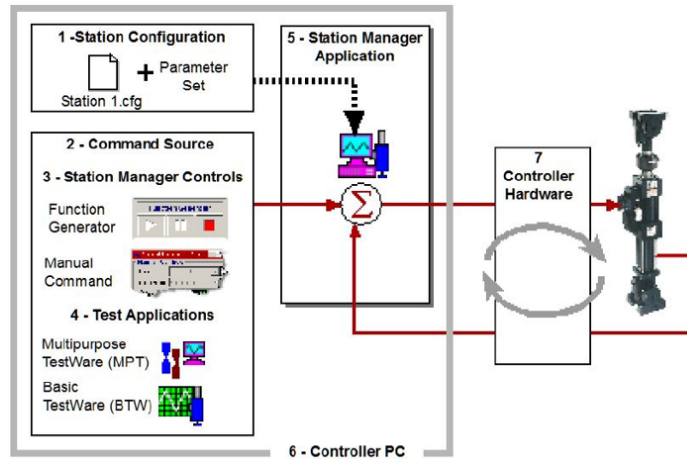 1 -Station Configuration
+ Parameter
Set
Station 1.cfg
2 - Command Source
3 - Station Manager Controls
Function
Generator
Function Generator
Manual
Command
4 - Test Applications
Multipurpose
TestWare (MPT)
Basic
TestWare (BTW)
5 - Station Manager
Application
Σ
6 - Controller PC
7
Controller
Hardware